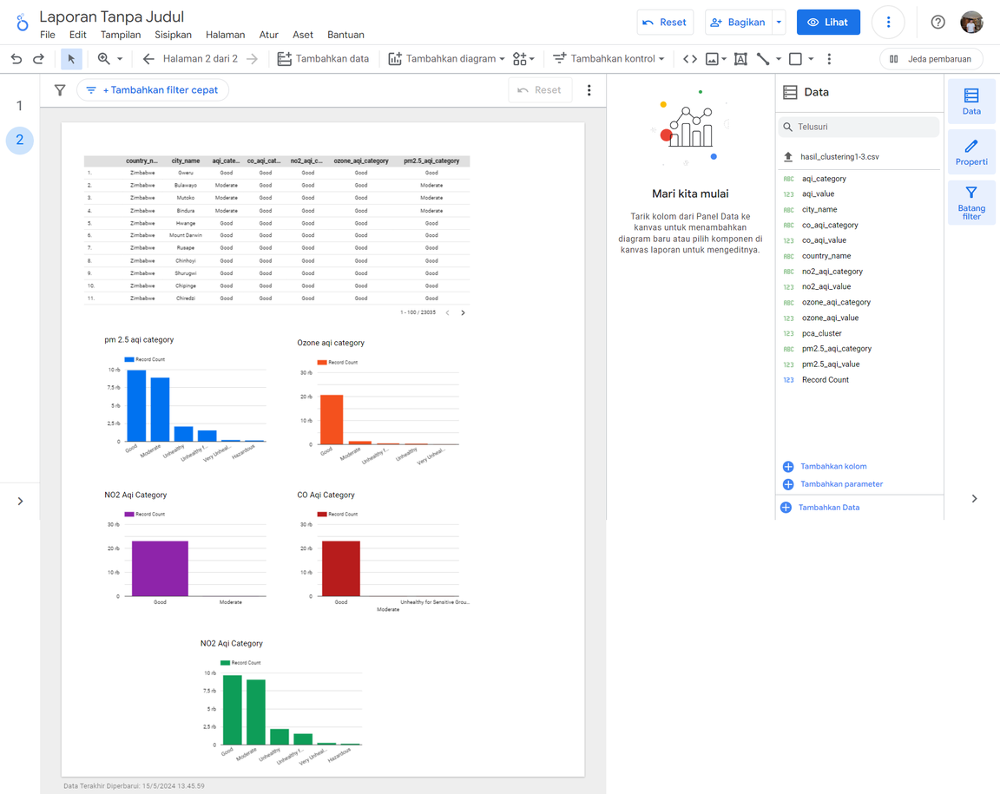 Laporan Tanpa Judul
File Edit Tampilan Sisipkan Halaman Atur Aset Bantuan
Reset
Bagikan
Lihat
Halaman 2 dari 2
Tambahkan data
Tambahkan diagram
Tambahkan kontrol
Jeda pembaruan
1
2
+ Tambahkan filter cepat
Reset
country_n... city_name aqi_cate... co_aqi_cat... no2_aqi_c... ozone_aqi_category pm2.5_aqi_category
1. Zimbabwe Gweru Good Good Good Good Good
2. Zimbabwe Bulawayo Moderate Good Good Good Moderate
3. Zimbabwe Mutoko Moderate Good Good Good Moderate
4. Zimbabwe Bindura Moderate Good Good Good Moderate
5. Zimbabwe Hwange Good Good Good Good Good
6. Zimbabwe Mount Darwin Good Good Good Good Good
7. Zimbabwe Rusape Good Good Good Good Good
8. Zimbabwe Chinhoyi Good Good Good Good Good
9. Zimbabwe Shurugwi Good Good Good Good Good
10. Zimbabwe Chipinge Good Good Good Good Good
11. Zimbabwe Chiredzi Good Good Good Good Good
1 - 100 / 23035
pm 2.5 aqi category
Record Count
10 rb
7,5 rb
5 rb
2,5 rb
0
Good Moderate Unhealthy Unhealthy f... Very Unheal... Hazardous
Ozone aqi category
Record Count
30 rb
20 rb
10 rb
0
Good Moderate Unhealthy f... Unhealthy Very Unheal...
NO2 Aqi Category
Record Count
30 rb
20 rb
10 rb
0
Good Moderate
CO Aqi Category
Record Count
30 rb
20 rb
10 rb
0
Good Unhealthy for Sensitive Grou...
Moderate
NO2 Aqi Category
Record Count
10 rb
7,5 rb
5 rb
2,5 rb
0
Good Moderate Unhealthy Unhealthy f... Very Unheal... Hazardous
Data Terakhir Diperbarui: 15/5/2024 13.45.59
Mari kita mulai
Tarik kolom dari Panel Data ke
kanvas untuk menambahkan
diagram baru atau pilih komponen di
kanvas laporan untuk mengeditnya.
Data
Telusuri
hasil_clustering1-3.csv
ABC aqi_category
123 aqi_value
ABC city_name
ABC co_aqi_category
123 co_aqi_value
ABC country_name
ABC no2_aqi_category
123 no2_aqi_value
ABC ozone_aqi_category
123 ozone_aqi_value
123 pca_cluster
ABC pm2.5_aqi_category
123 pm2.5_aqi_value
123 Record Count
Tambahkan kolom
Tambahkan parameter
Tambahkan Data
Data
Properti
Batang
filter